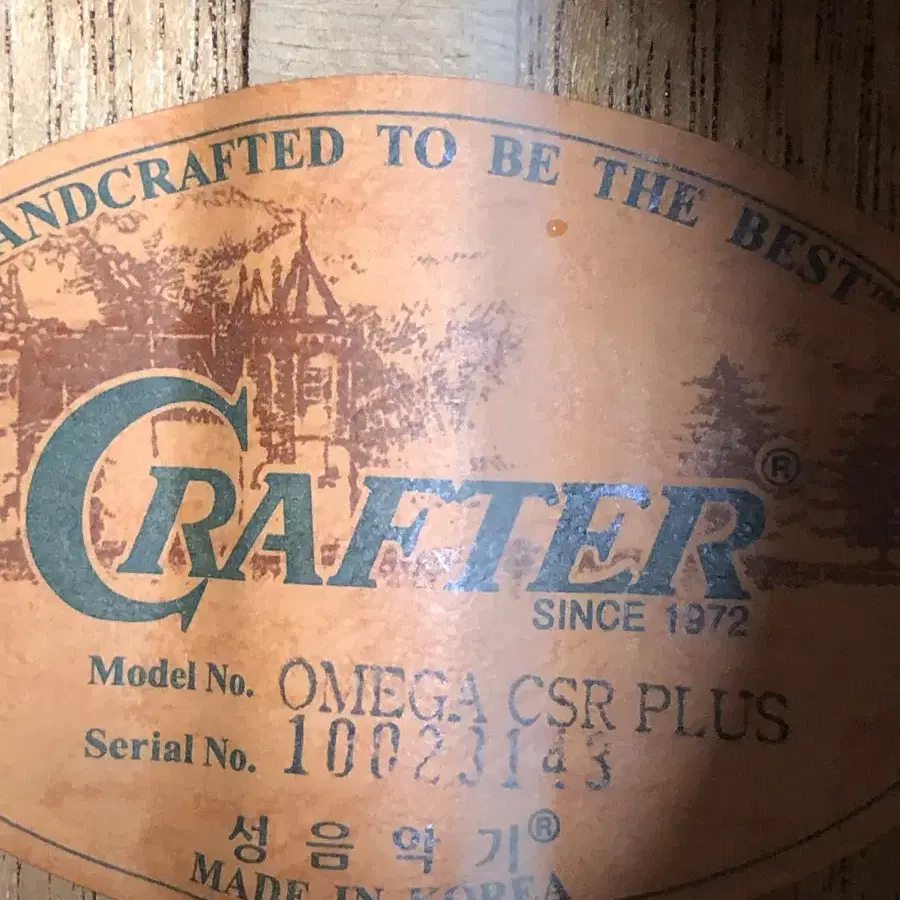 HANDCRAFTED TO BE THE BEST™
CRAFTER®
SINCE 1972
Model No. OMEGA CSR PLUS
Serial No. 10023143
성음악기®
MADE IN KOREA